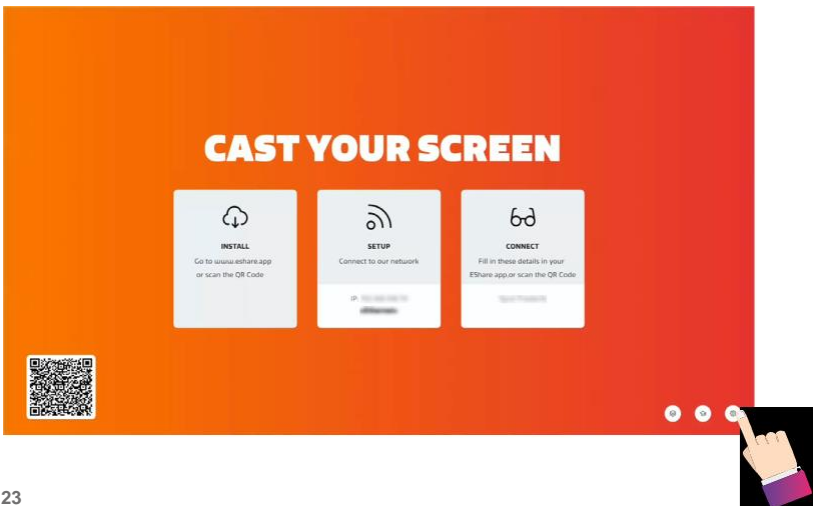 CAST YOUR SCREEN
INSTALL
Go to www.eshare.app
or scan the QR Code
SETUP
Connect to our network
IP:
CONNECT
Fill in these details in your
EShare app,or scan the QR Code
23